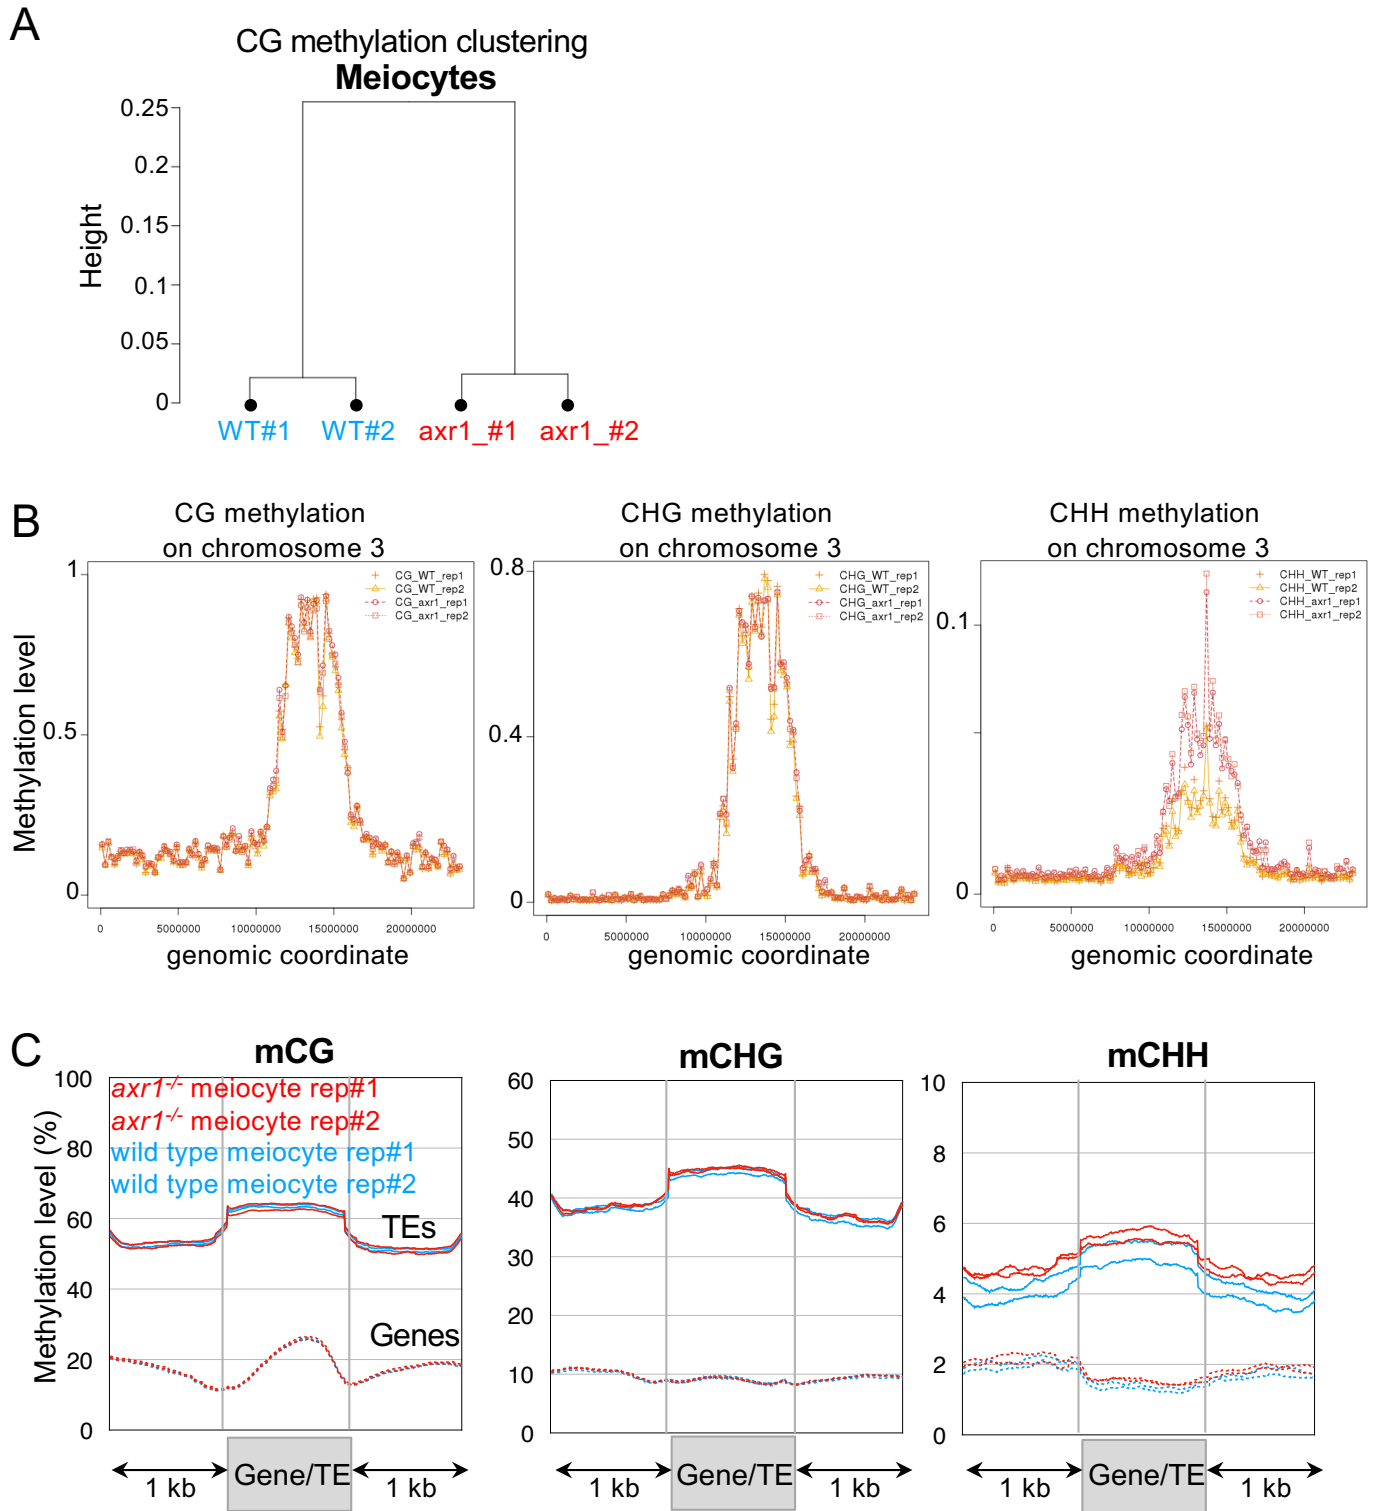 A
CG methylation clustering
Meiocytes
0.25
0.2
0.15
0.1
0.05
0
Height
WT#1
WT#2
axr1_#1
axr1_#2
B
CG methylation
on chromosome 3
CHG methylation
on chromosome 3
CHH methylation
on chromosome 3
Methylation level
1
0.5
0
CG_WT_rep1
CG_WT_rep2
CG_axr1_rep1
CG_axr1_rep2
0 5000000 10000000 15000000 20000000
genomic coordinate
0.8
0.4
0
CHG_WT_rep1
CHG_WT_rep2
CHG_axr1_rep1
CHG_axr1_rep2
0 5000000 10000000 15000000 20000000
genomic coordinate
0.1
0
CHH_WT_rep1
CHH_WT_rep2
CHH_axr1_rep1
CHH_axr1_rep2
0 5000000 10000000 15000000 20000000
genomic coordinate
C
mCG
mCHG
mCHH
Methylation level (%)
100
80
60
40
20
0
axr1-/- meiocyte rep#1
axr1-/- meiocyte rep#2
wild type meiocyte rep#1
wild type meiocyte rep#2
TEs
Genes
1 kb
Gene/TE
1 kb
60
50
40
30
20
10
0
1 kb
Gene/TE
1 kb
10
8
6
4
2
0
1 kb
Gene/TE
1 kb